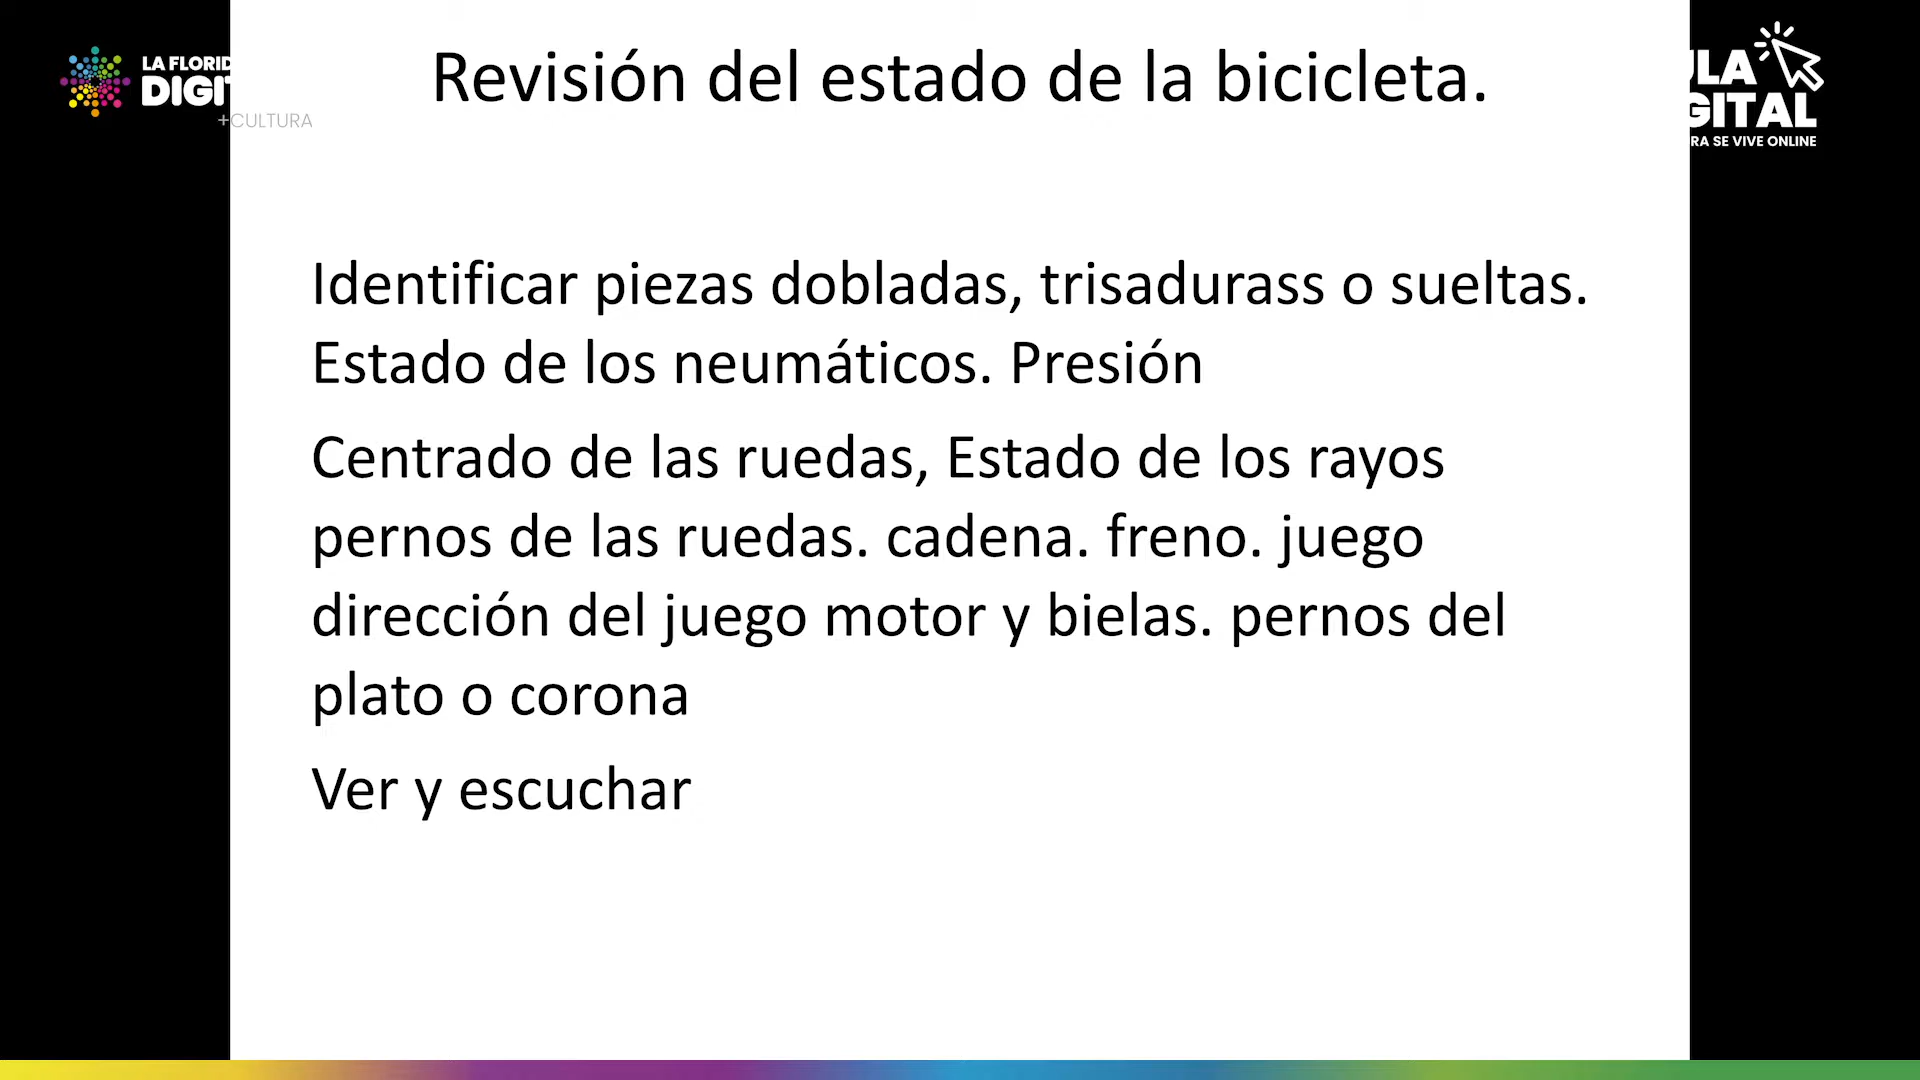 LA FLORID
DIGIT
+CULTURA
Revisión del estado de la bicicleta.
ULA
GITAL
RA SE VIVE ONLINE
Identificar piezas dobladas, trisadurass o sueltas.
Estado de los neumáticos. Presión
Centrado de las ruedas, Estado de los rayos
pernos de las ruedas. cadena. freno. juego
dirección del juego motor y bielas. pernos del
plato o corona
Ver y escuchar